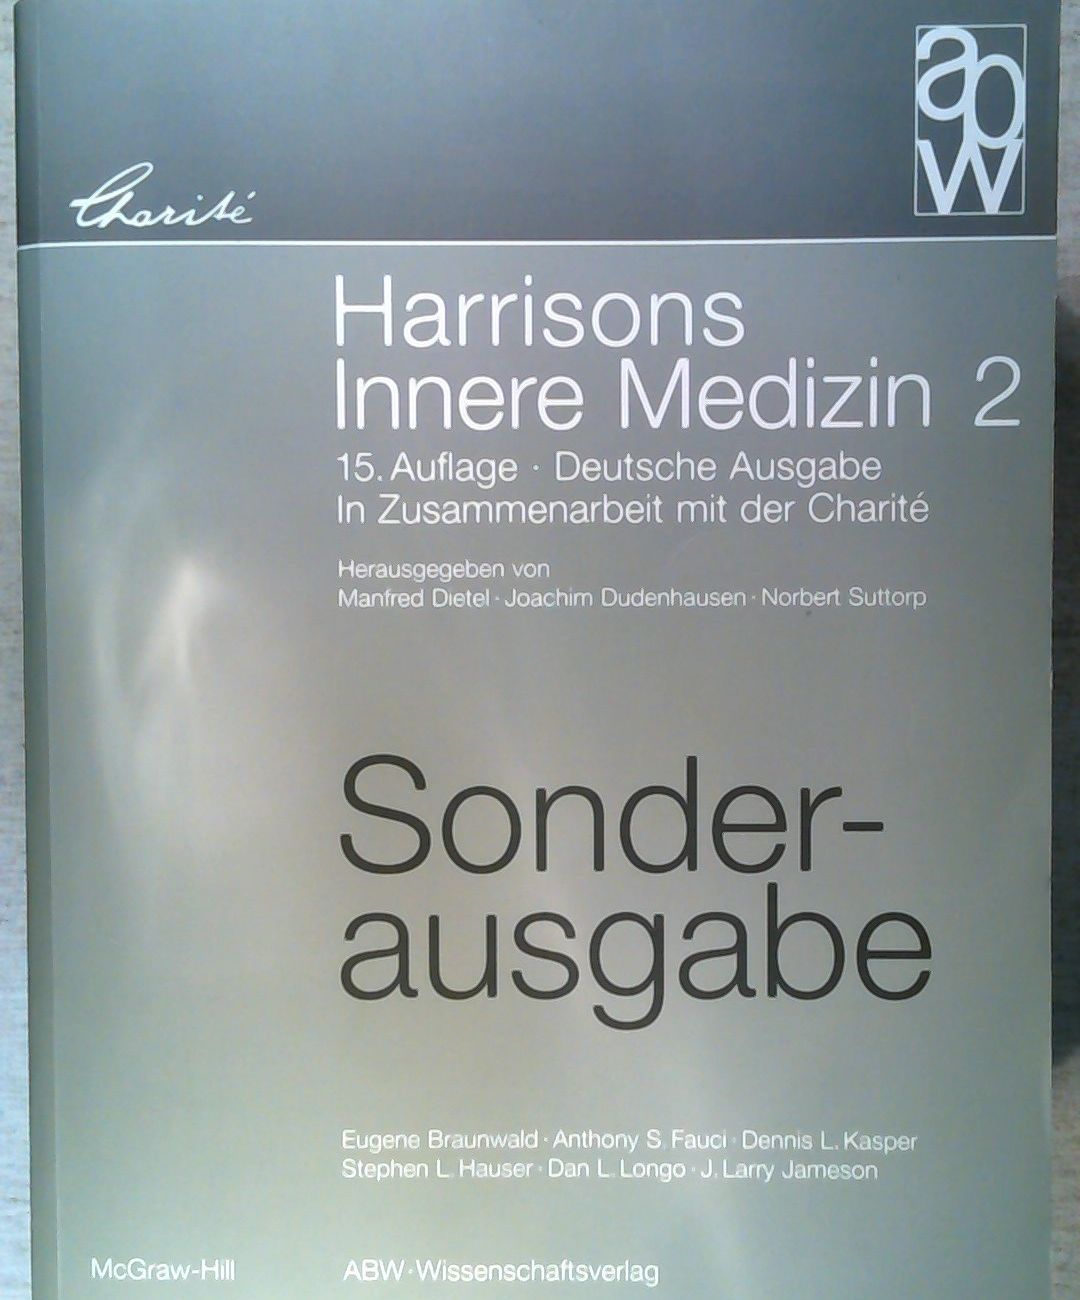 abw
Charité
Harrisons
Innere Medizin 2
15. Auflage · Deutsche Ausgabe
In Zusammenarbeit mit der Charité
Herausgegeben von
Manfred Dietel · Joachim Dudenhausen · Norbert Suttorp
Sonder-
ausgabe
Eugene Braunwald · Anthony S. Fauci · Dennis L. Kasper
Stephen L. Hauser · Dan L. Longo · J. Larry Jameson
McGraw-Hill
ABW · Wissenschaftsverlag